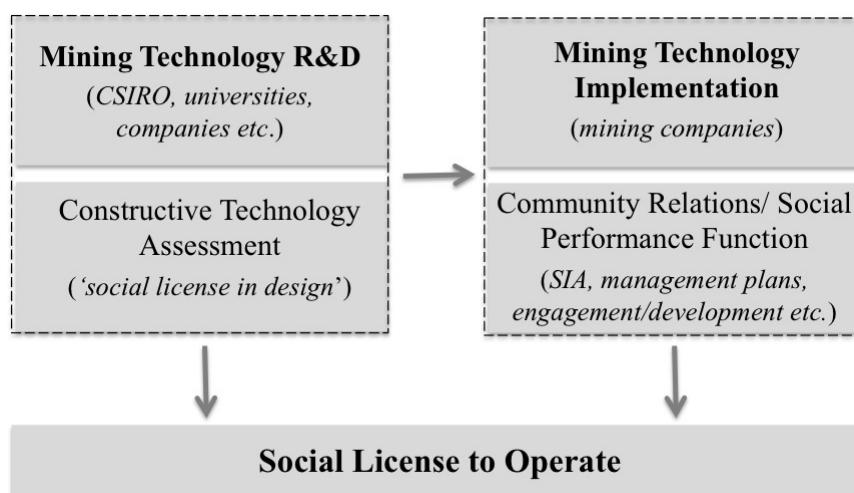 Mining Technology R&D
(CSIRO, universities,
companies etc.)
Constructive Technology
Assessment
(‘social license in design’)
Mining Technology
Implementation
(mining companies)
Community Relations/ Social
Performance Function
(SIA, management plans,
engagement/development etc.)
Social License to Operate